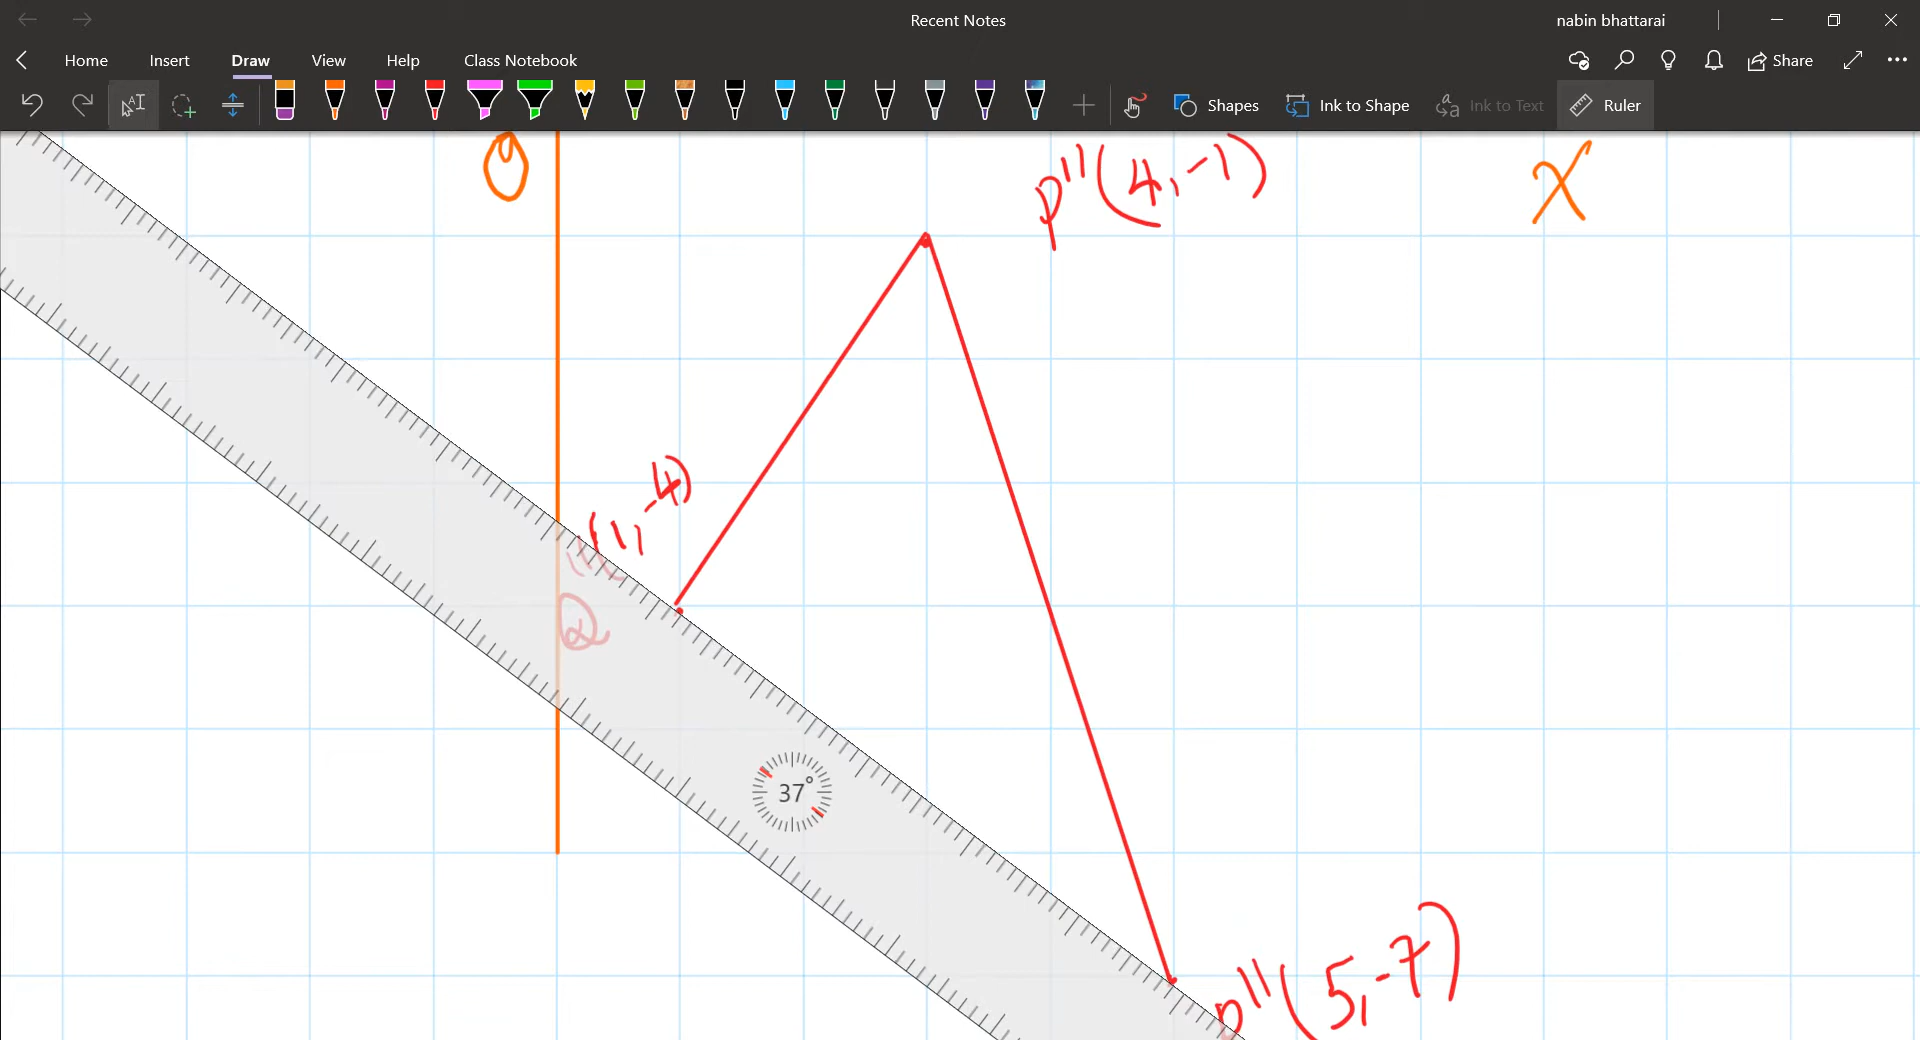 Recent Notes
nabin bhattarai
Home Insert Draw View Help Class Notebook
Share
Shapes Ink to Shape Ink to Text Ruler
O
P''(4,-1)
X
Q''(1,-4)
37°
(5,-7)